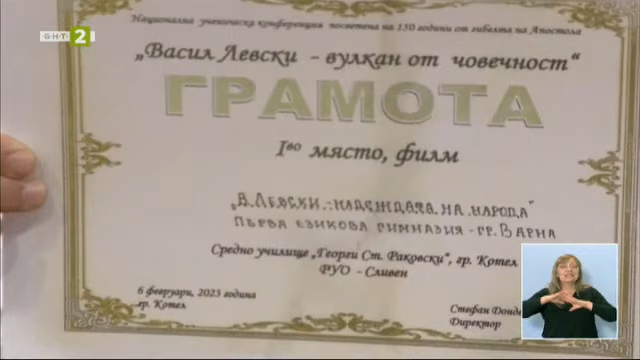 БНТ 2
Национална ученическа конференция посветена на 150 години от гибелта на Апостола
„Васил Левски - вулкан от човечност“
ГРАМОТА
I во място, филм
„В. ЛЕВСКИ - НАДЕЖДАТА НА НАРОДА"
ПЪРВА ЕЗИКОВА ГИМНАЗИЯ - ГР. ВАРНА
Средно училище „Георги Ст. Раковски“, гр. Котел
РУО - Сливен
6 февруари, 2023 година
гр. Котел
Стефан
Директор